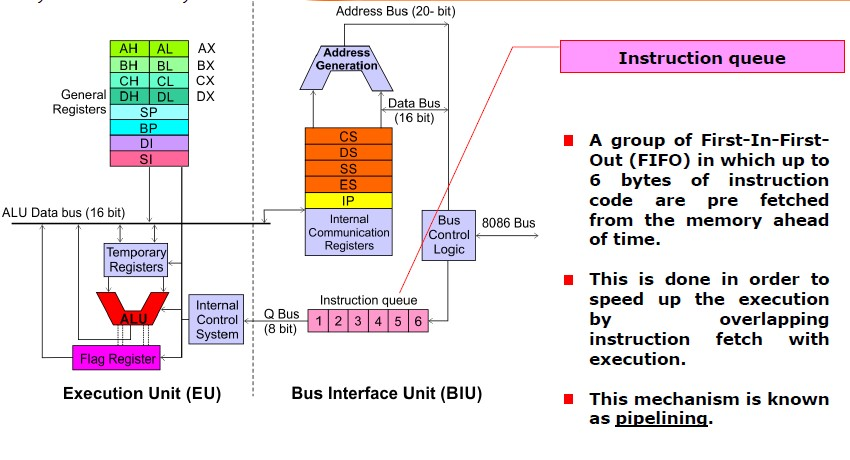 Address Bus (20- bit)
AH AL AX
BH BL BX
CH CL CX
DH DL DX
General
Registers
SP
BP
DI
SI
Address
Generation
Data Bus
(16 bit)
CS
DS
SS
ES
IP
Internal
Communication
Registers
ALU Data bus (16 bit)
Temporary
Registers
ALU
Flag Register
Internal
Control
System
Bus
Control
Logic
8086 Bus
Q Bus
(8 bit)
Instruction queue
1 2 3 4 5 6
Execution Unit (EU)
Bus Interface Unit (BIU)
Instruction queue
A group of First-In-First-
Out (FIFO) in which up to
6 bytes of instruction
code are pre fetched
from the memory ahead
of time.
This is done in order to
speed up the execution
by overlapping
instruction fetch with
execution.
This mechanism is known
as pipelining.